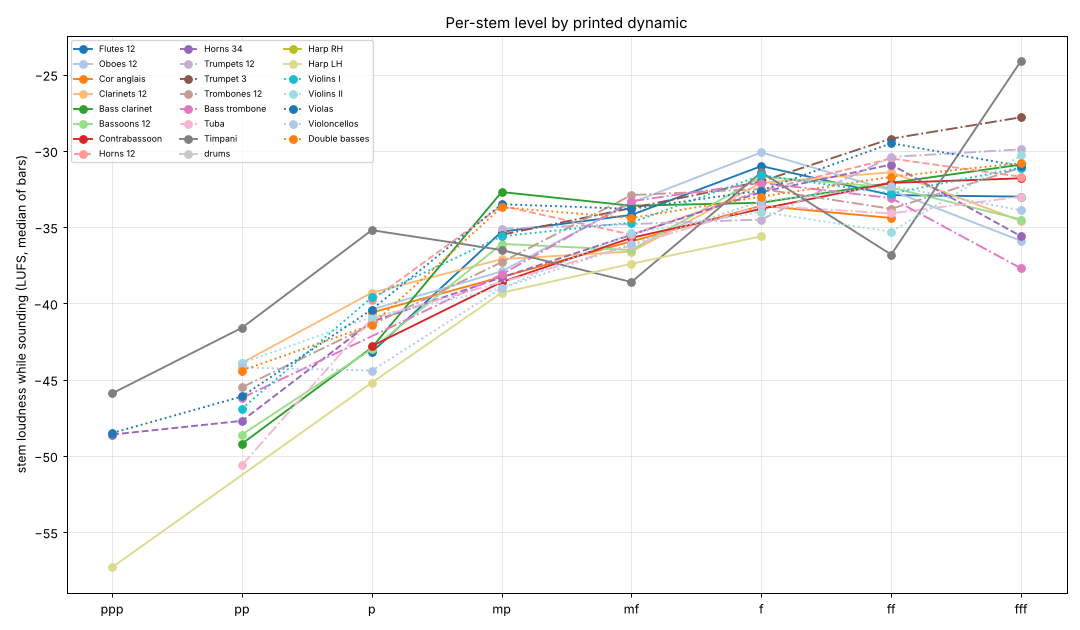 Per-stem level by printed dynamic
Flutes 12
Oboes 12
Cor anglais
Clarinets 12
Bass clarinet
Bassoons 12
Contrabassoon
Horns 12
Horns 34
Trumpets 12
Trumpet 3
Trombones 12
Bass trombone
Tuba
Timpani
drums
Harp RH
Harp LH
Violins I
Violins II
Violas
Violoncellos
Double basses
stem loudness while sounding (LUFS, median of bars)
−25
−30
−35
−40
−45
−50
−55
ppp
pp
p
mp
mf
f
ff
fff